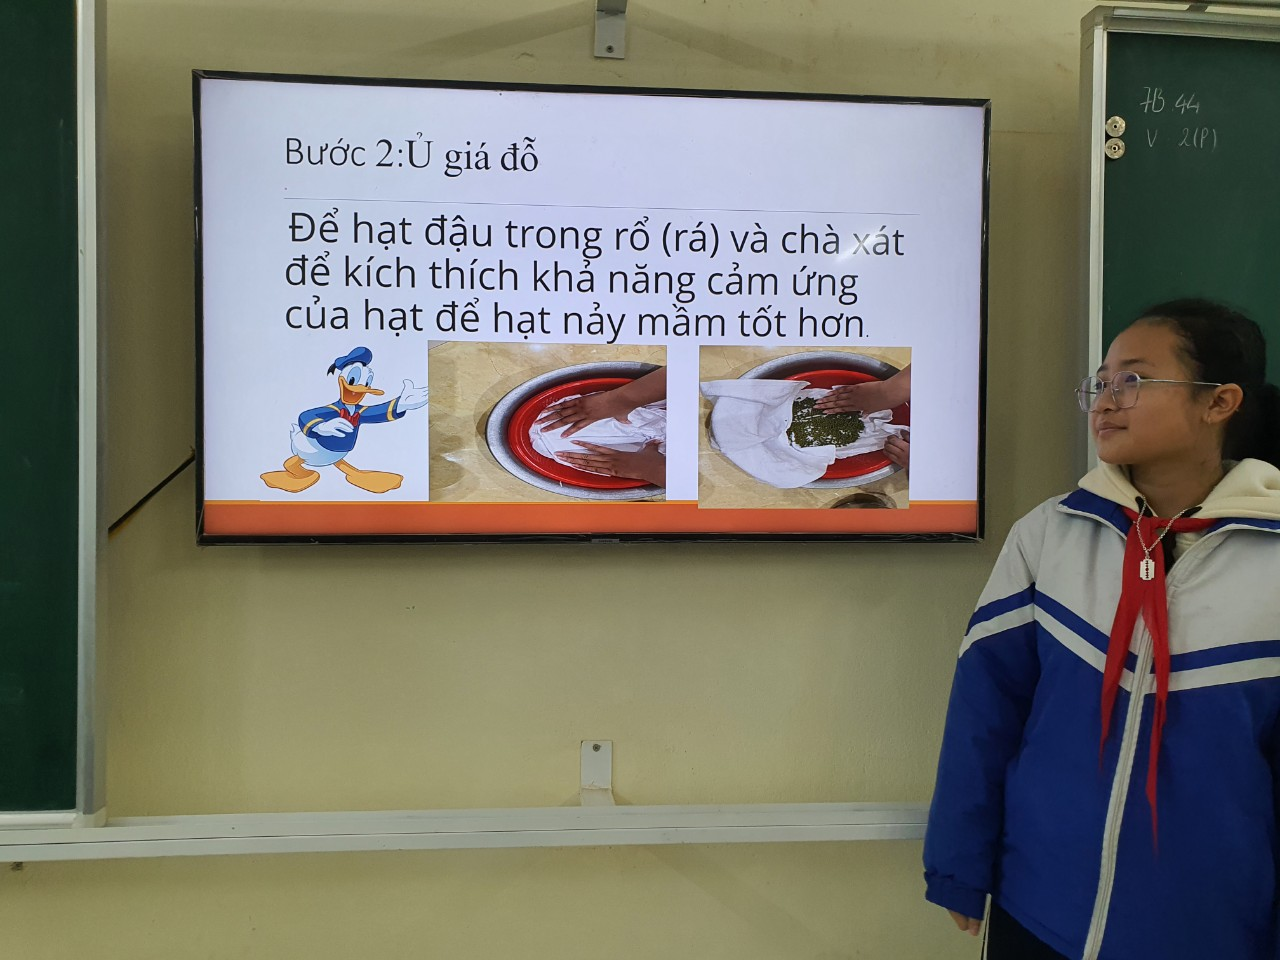 Bước 2:Ủ giá đỗ
Để hạt đậu trong rổ (rá) và chà xát
để kích thích khả năng cảm ứng
của hạt để hạt nảy mầm tốt hơn.
7B 44
V 2(P)